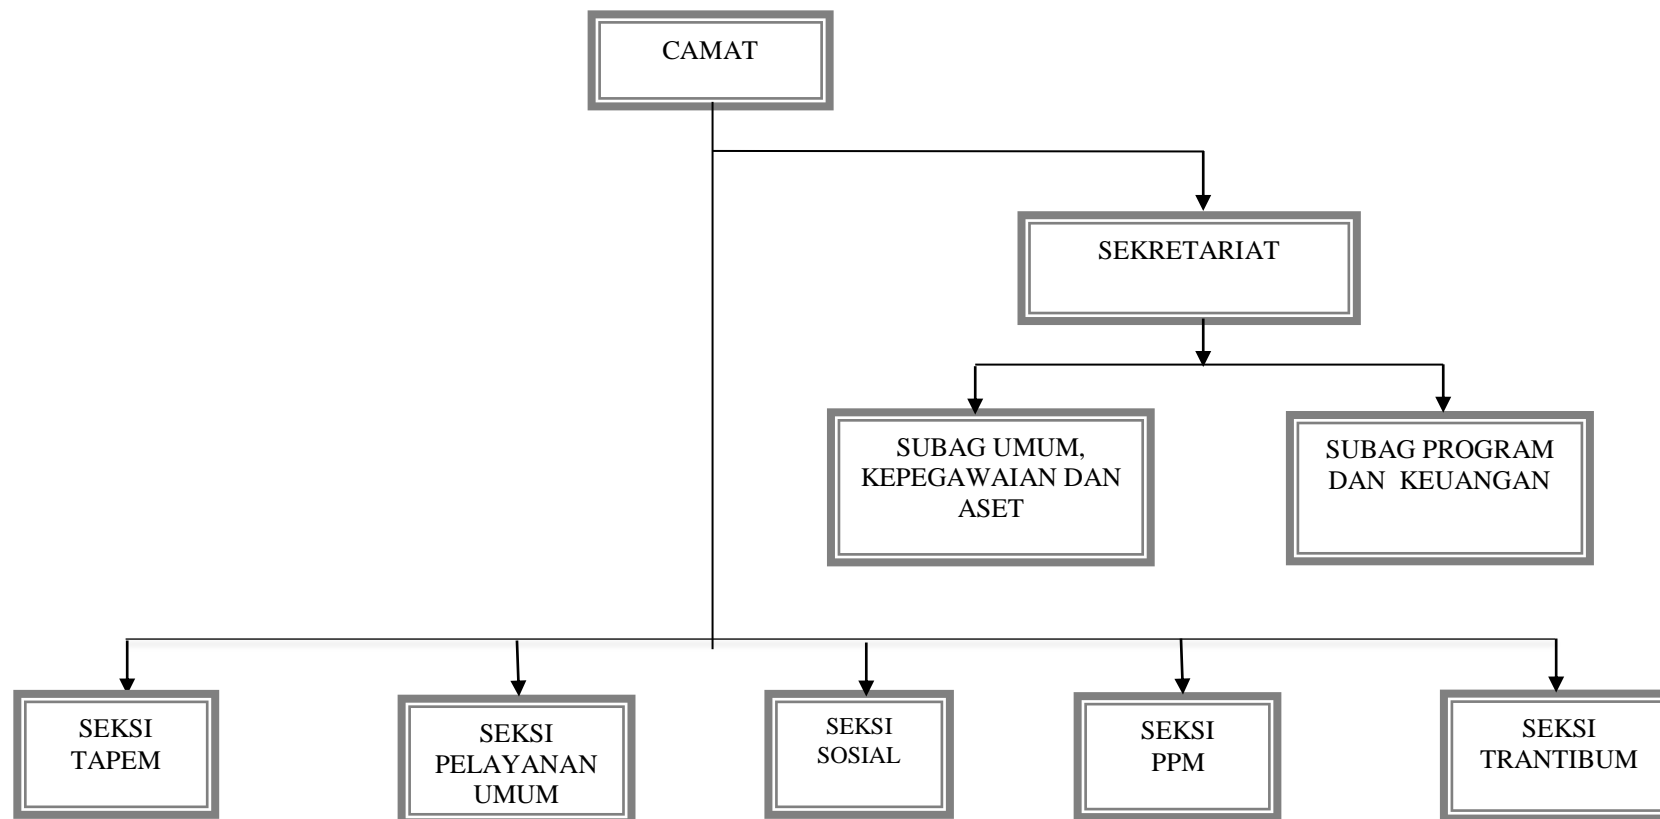 CAMAT
SEKRETARIAT
SUBAG UMUM,
KEPEGAWAIAN DAN
ASET
SUBAG PROGRAM
DAN KEUANGAN
SEKSI
TAPEM
SEKSI
PELAYANAN
UMUM
SEKSI
SOSIAL
SEKSI
PPM
SEKSI
TRANTIBUM